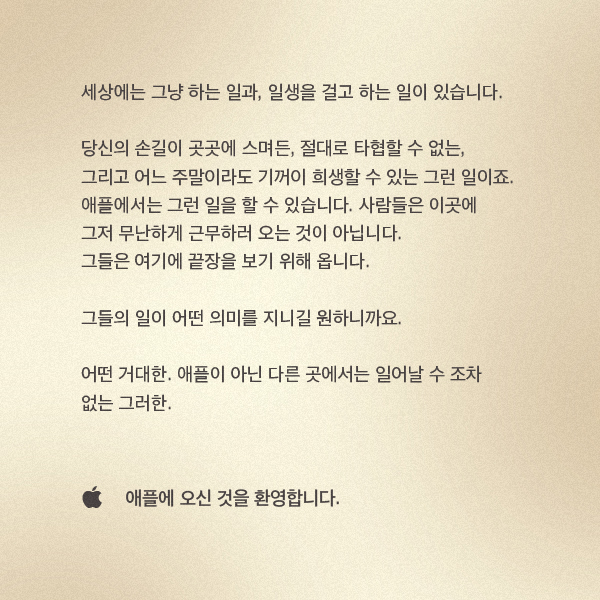 세상에는 그냥 하는 일과, 일생을 걸고 하는 일이 있습니다.
당신의 손길이 곳곳에 스며든, 절대로 타협할 수 없는,
그리고 어느 주말이라도 기꺼이 희생할 수 있는 그런 일이죠.
애플에서는 그런 일을 할 수 있습니다. 사람들은 이곳에
그저 무난하게 근무하러 오는 것이 아닙니다.
그들은 여기에 끝장을 보기 위해 옵니다.
그들의 일이 어떤 의미를 지니길 원하니까요.
어떤 거대한. 애플이 아닌 다른 곳에서는 일어날 수 조차
없는 그러한.
애플에 오신 것을 환영합니다.